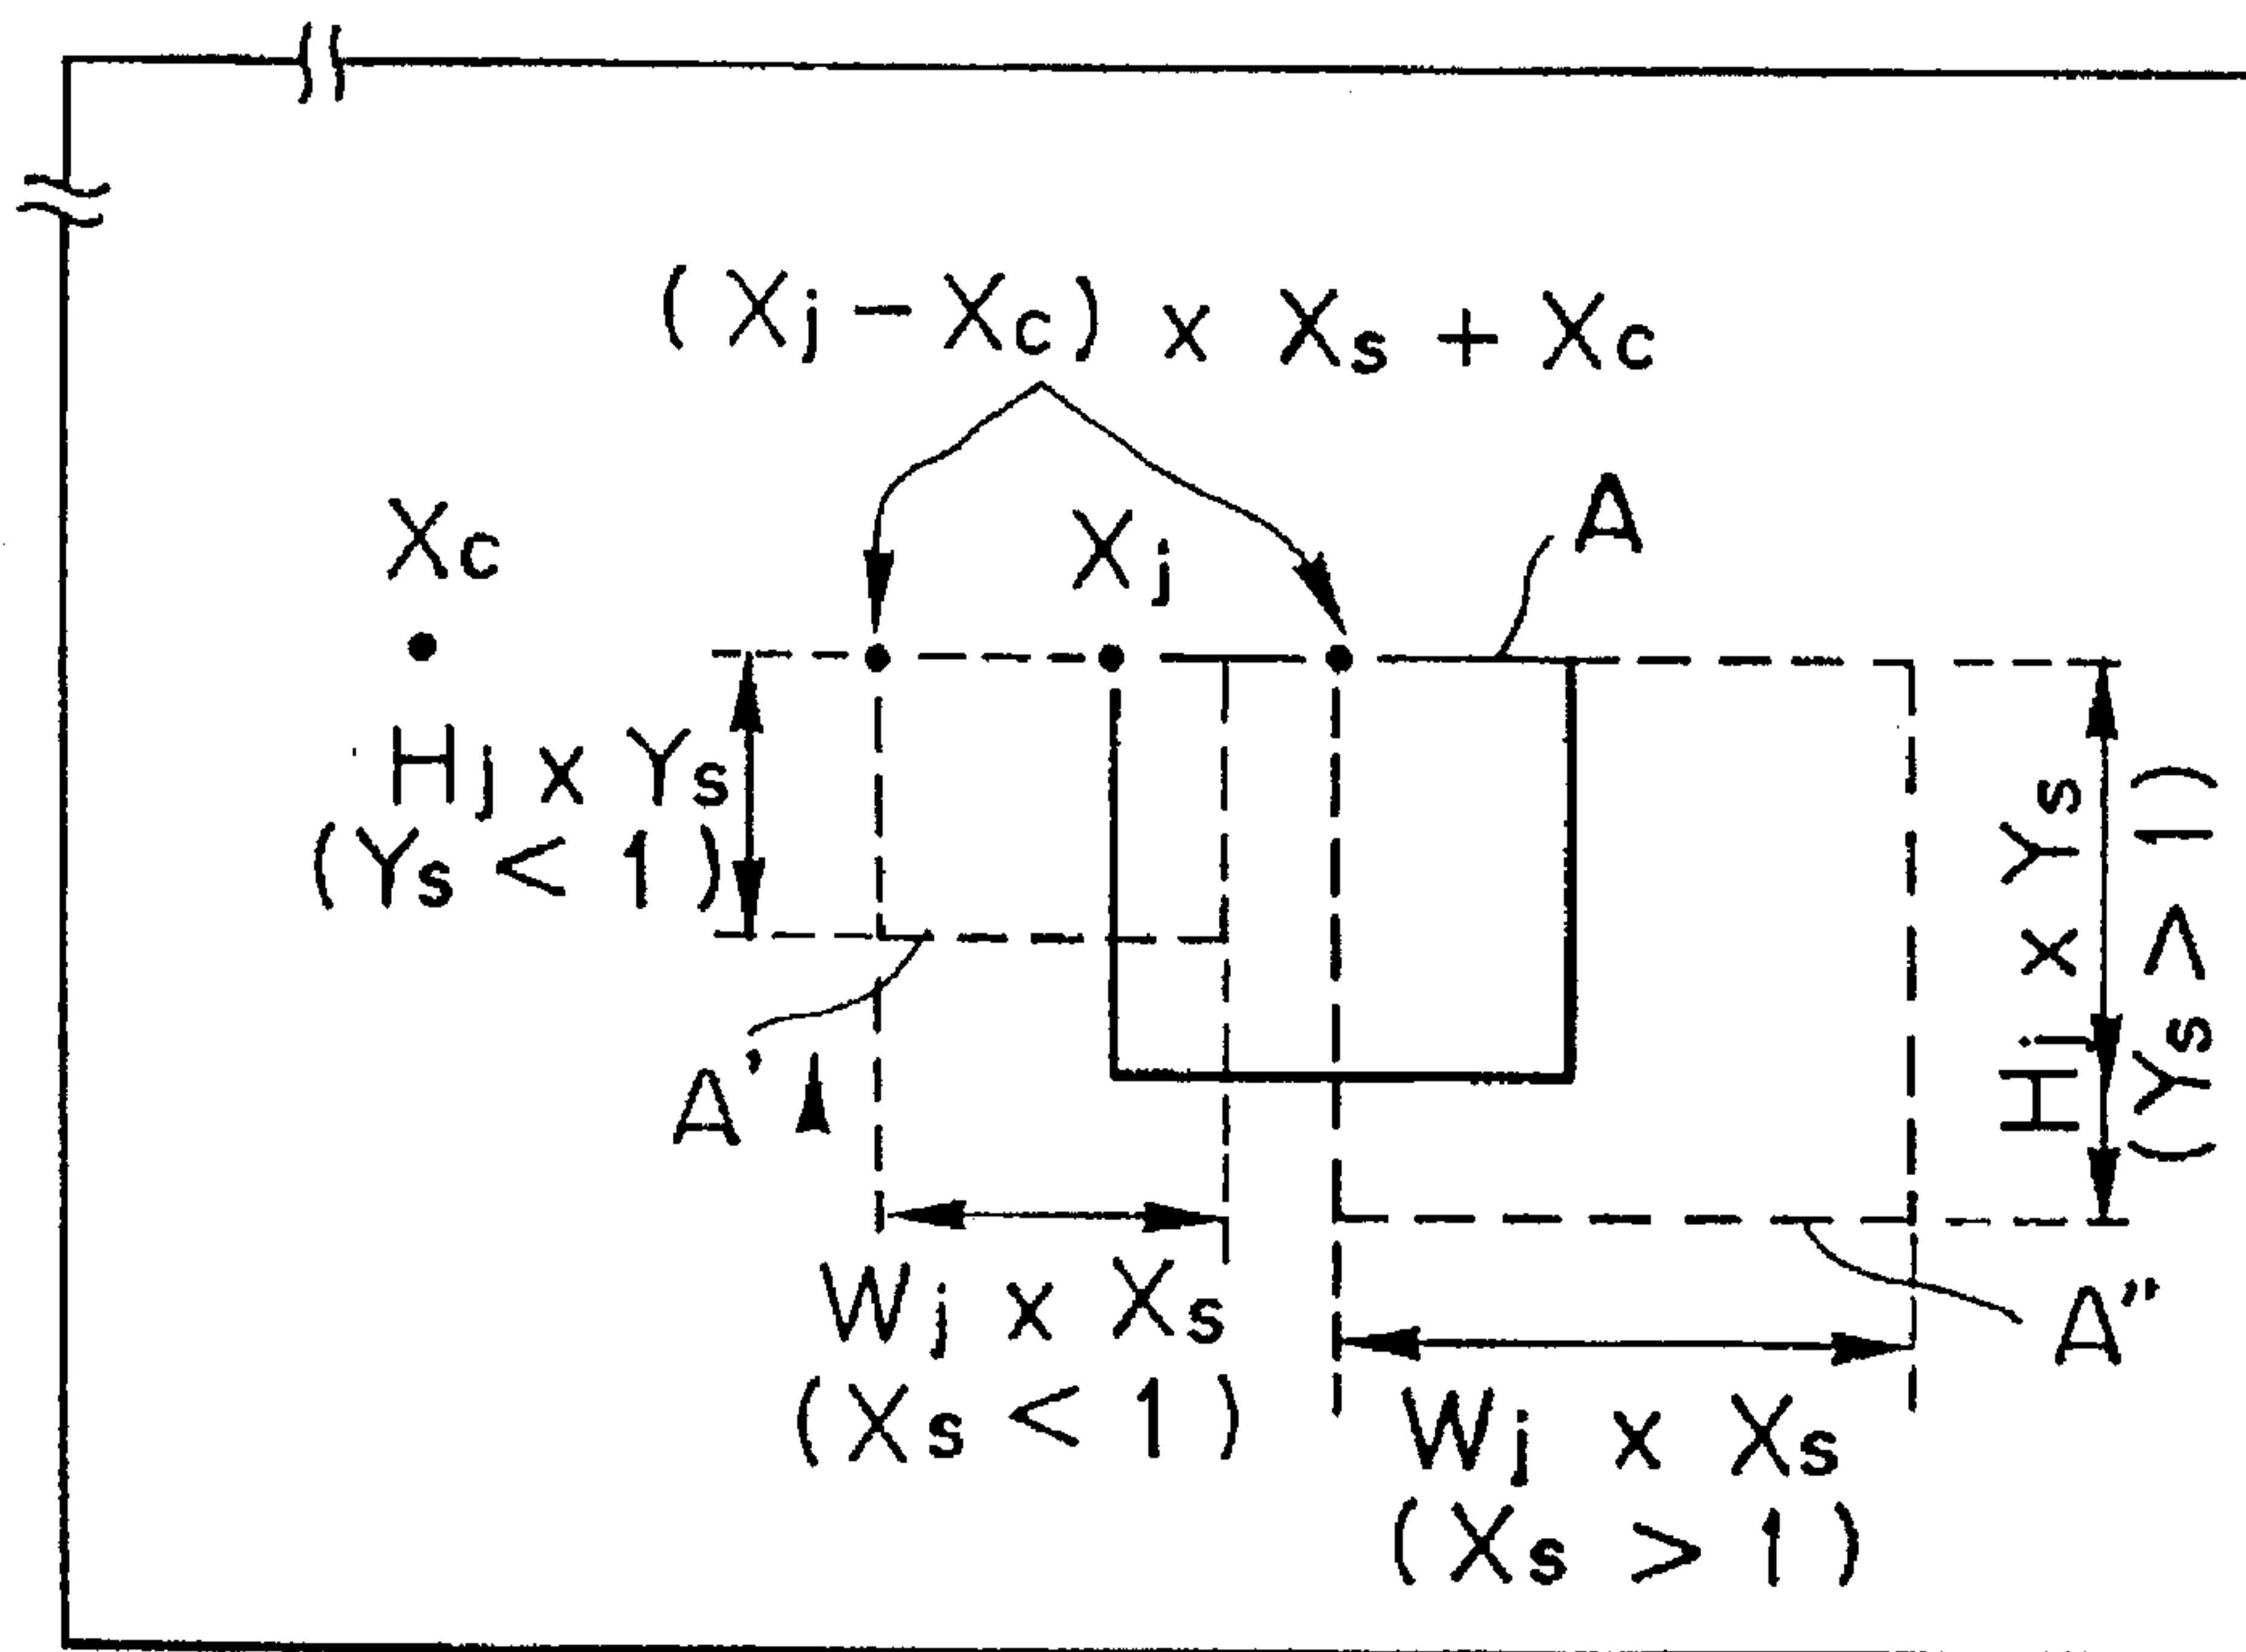 (Xj - Xc) x Xs + Xc
A
Xc
Xj
Hj x Ys
(Ys < 1)
Hj x Ys
(Ys > 1)
A'
Wj x Xs
(Xs < 1)
A"
Wj x Xs
(Xs > 1)